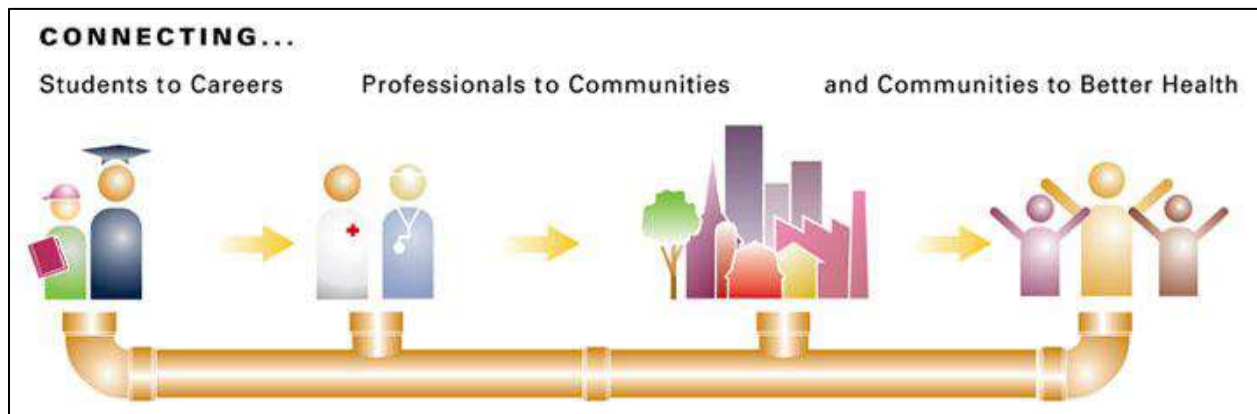 CONNECTING...
Students to Careers
Professionals to Communities
and Communities to Better Health